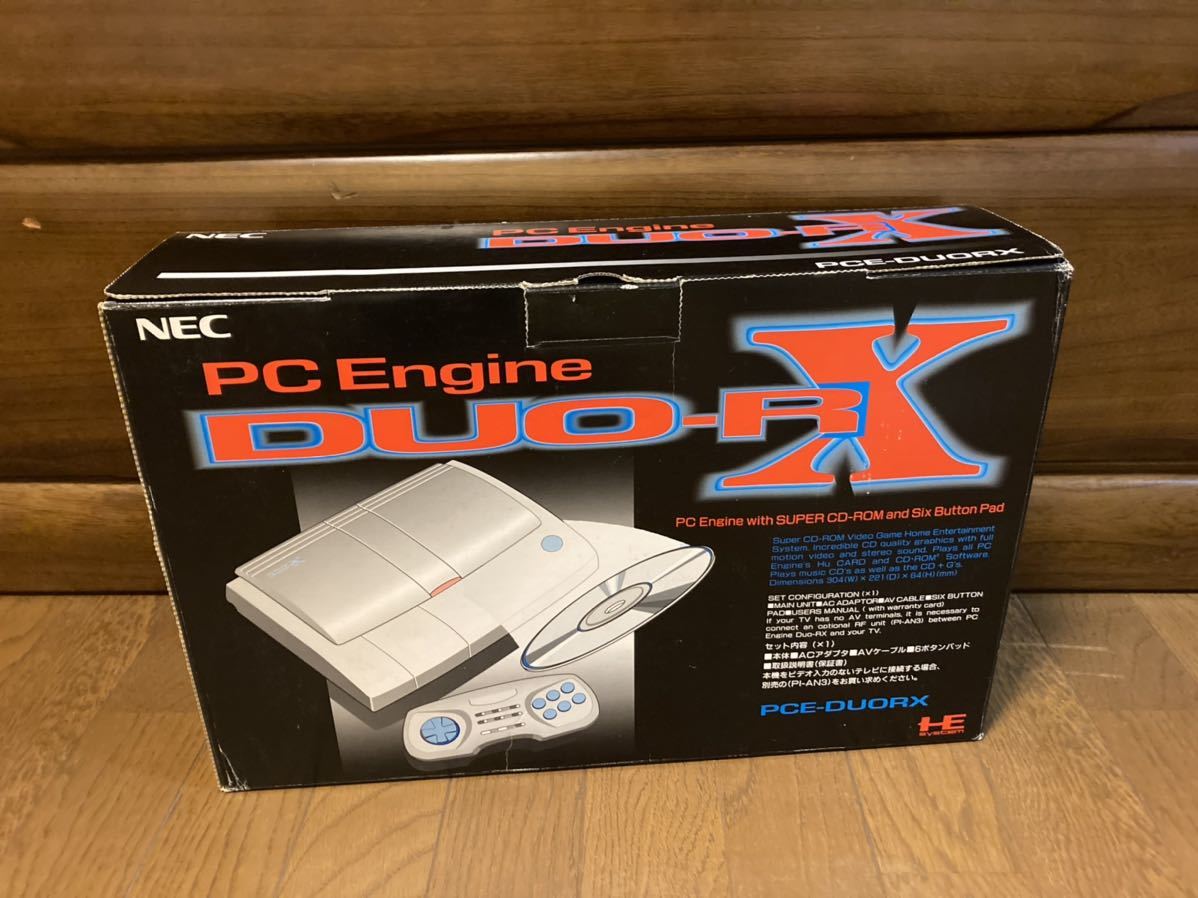 NEC
PC Engine
DUO-RX
PCE-DUORX
NEC
PC Engine
DUO-RX
PC Engine with SUPER CD-ROM and Six Button Pad
Super CD-ROM Video Game Home Entertainment
System. Incredible CD quality graphics with full
motion video and stereo sound. Plays all PC
Engine's Hu CARD and CD-ROM² Software.
Plays music CD's as well as the CD+G's.
Dimensions 304(W)×221(D)×64(H)(mm)
SET CONFIGURATION (×1)
■MAIN UNIT■AC ADAPTOR■AV CABLE■SIX BUTTON
PAD■USERS MANUAL ( with warranty card)
If your TV has no AV terminals, it is necessary to
connect an optional RF unit (PI-AN3) between PC
Engine Duo-RX and your TV.
セット内容 (×1)
■本体■ACアダプタ■AVケーブル■6ボタンパッド
■取扱説明書(保証書)
本機をビデオ入力のないテレビに接続する場合、
別売の(PI-AN3)をお買い求めください。
PCE-DUORX
HE
system